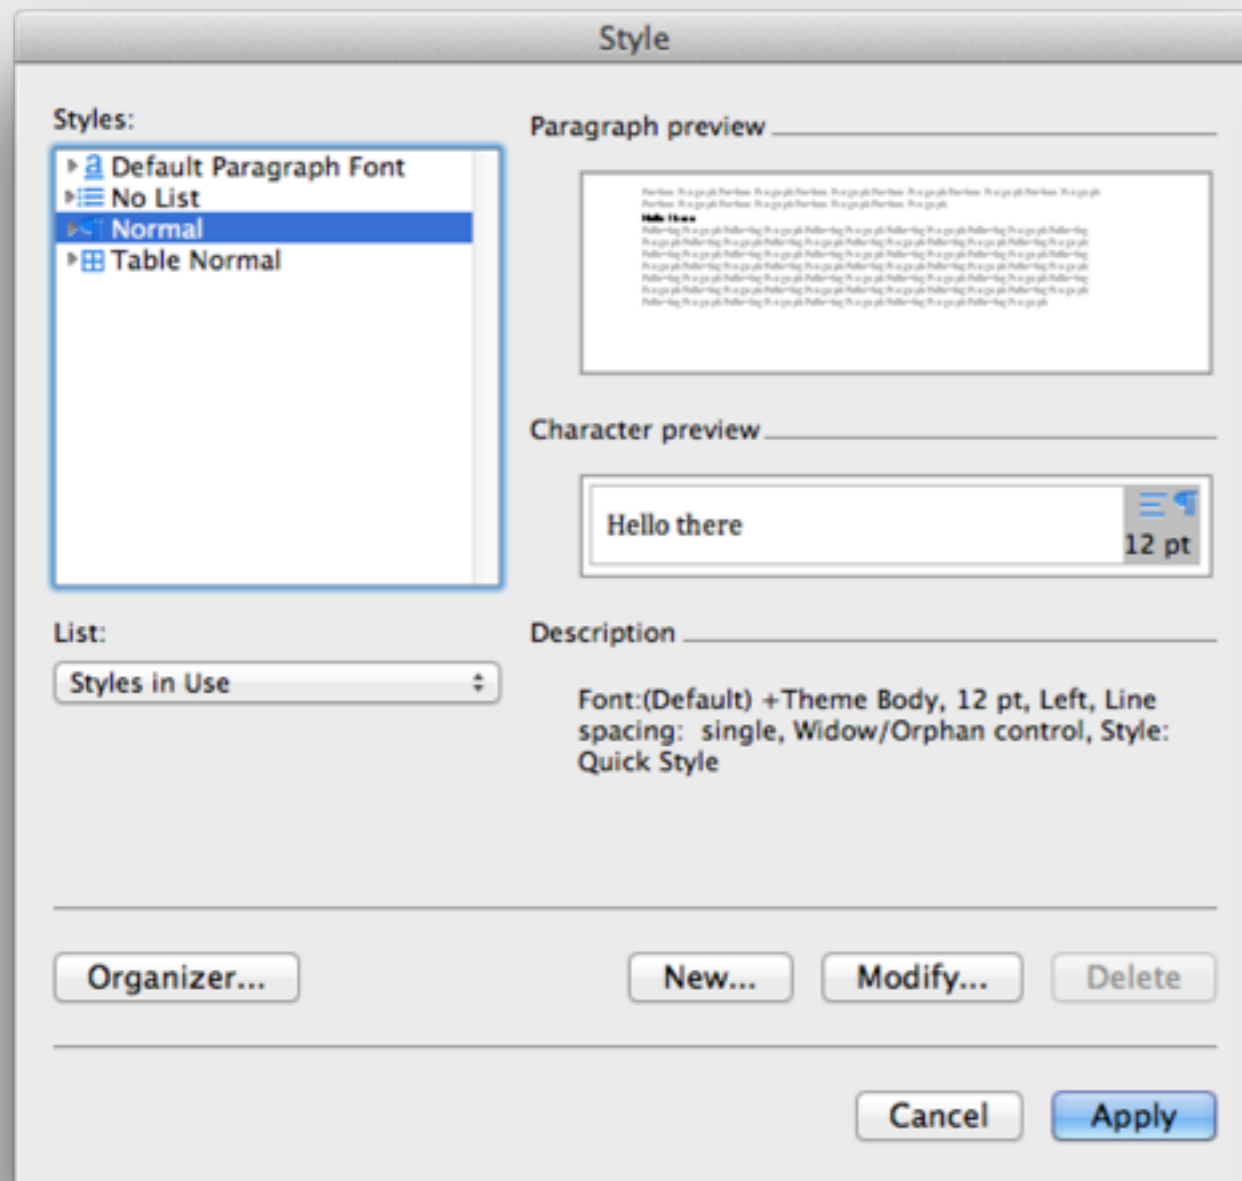 Style
Styles:
Default Paragraph Font
No List
Normal
Table Normal
List:
Styles in Use
Paragraph preview
Hello there
Character preview
Hello there
12 pt
Description
Font:(Default) +Theme Body, 12 pt, Left, Line
spacing:  single, Widow/Orphan control, Style:
Quick Style
Organizer...
New...
Modify...
Delete
Cancel
Apply